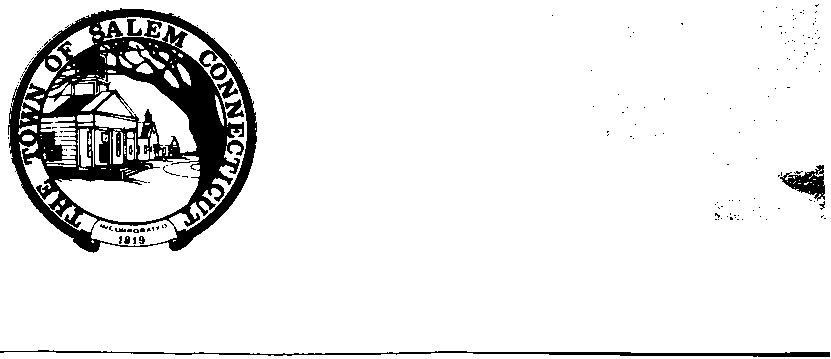 THE TOWN OF SALEM CONNECTICUT
INCORPORATED
1819